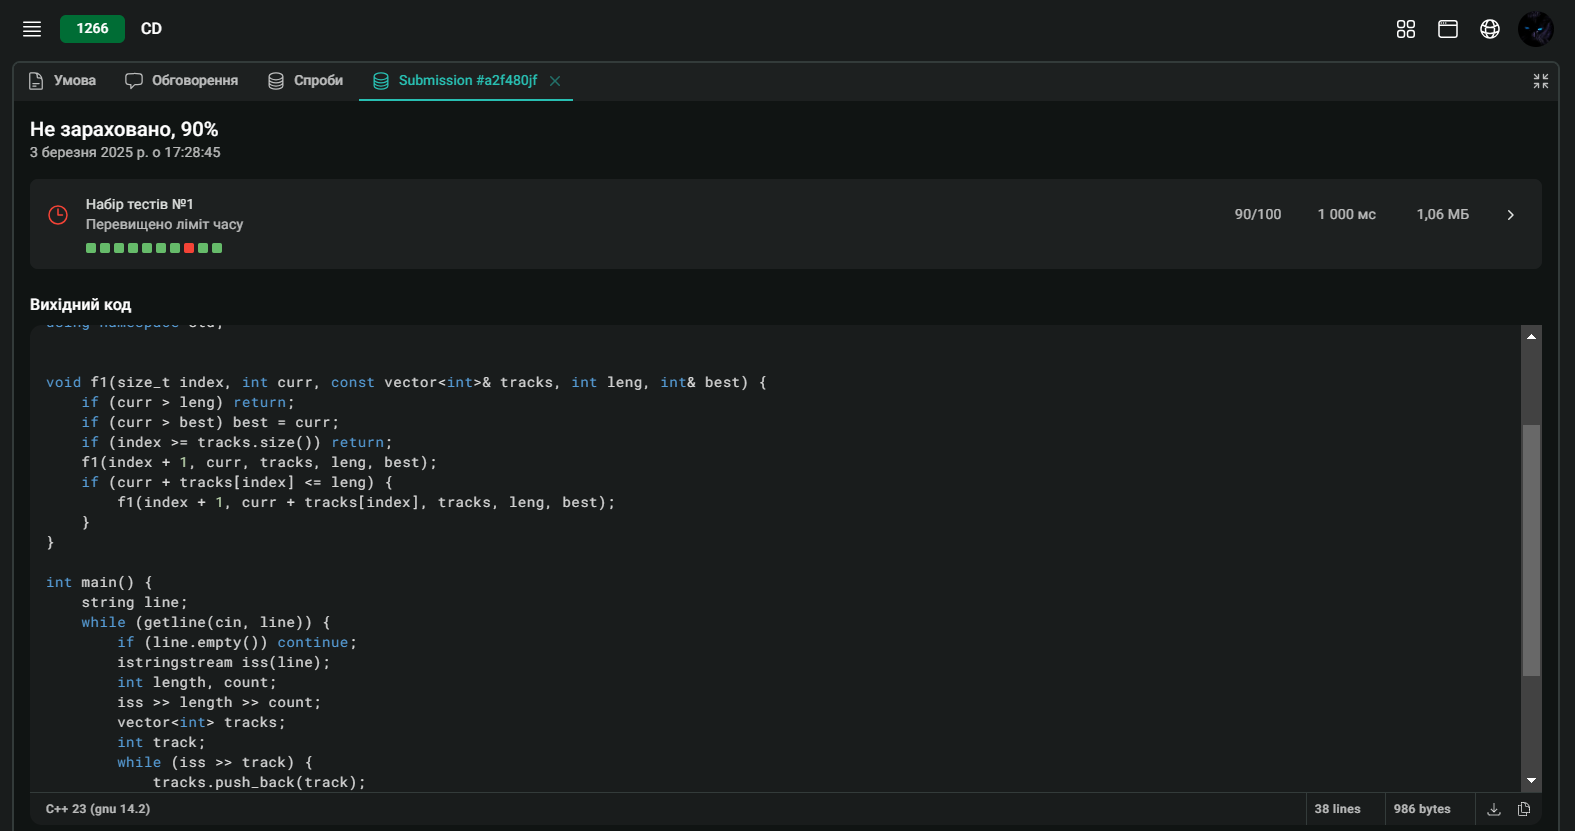 1266 CD
Умова Обговорення Спроби Submission #a2f480jf
Не зараховано, 90%
3 березня 2025 р. о 17:28:45
Набір тестів №1
Перевищено ліміт часу
90/100 1 000 мс 1,06 МБ
Вихідний код
using namespace std;
void f1(size_t index, int curr, const vector<int>& tracks, int leng, int& best) {
    if (curr > leng) return;
    if (curr > best) best = curr;
    if (index >= tracks.size()) return;
    f1(index + 1, curr, tracks, leng, best);
    if (curr + tracks[index] <= leng) {
        f1(index + 1, curr + tracks[index], tracks, leng, best);
    }
}
int main() {
    string line;
    while (getline(cin, line)) {
        if (line.empty()) continue;
        istringstream iss(line);
        int length, count;
        iss >> length >> count;
        vector<int> tracks;
        int track;
        while (iss >> track) {
            tracks.push_back(track);
C++ 23 (gnu 14.2) 38 lines 986 bytes